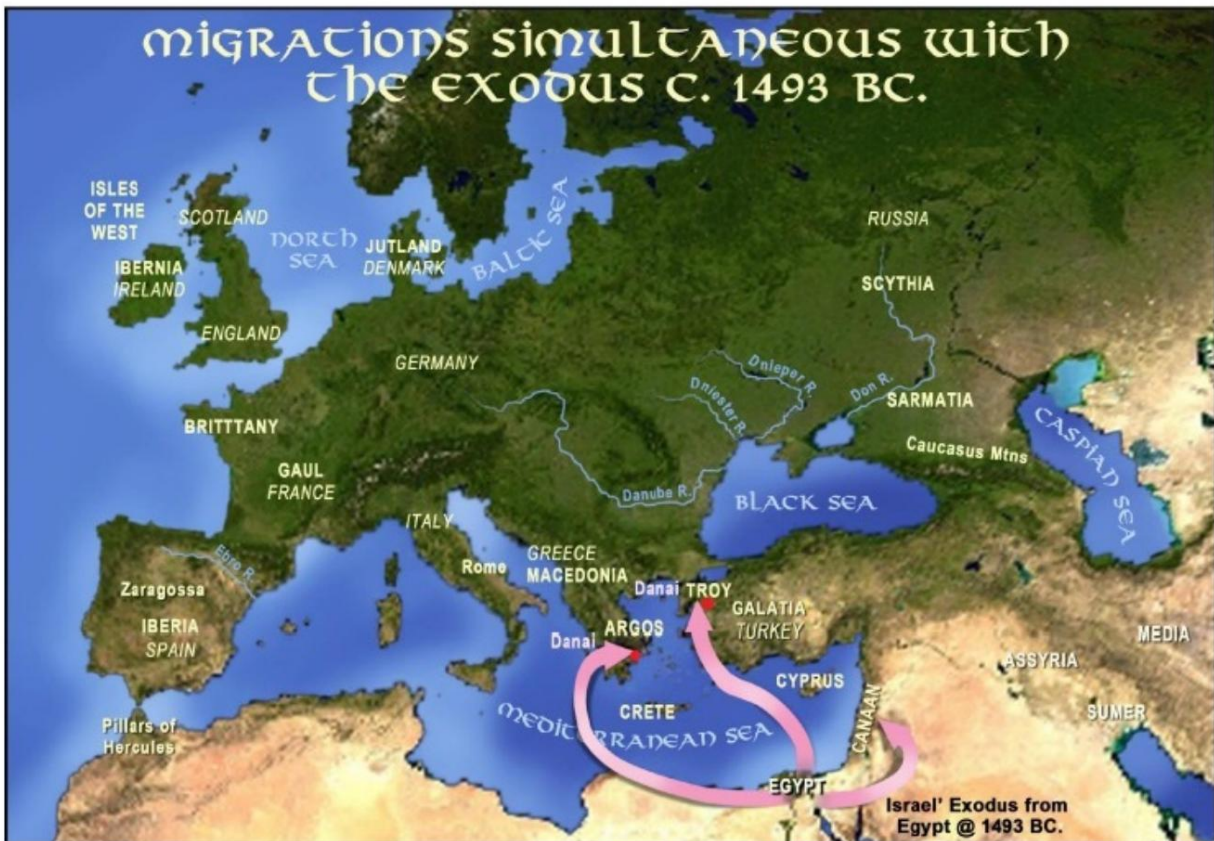 MIGRATIONS SIMULTANEOUS WITH
THE EXODUS C. 1493 BC.
ISLES
OF THE
WEST
SCOTLAND
NORTH
SEA
JUTLAND
DENMARK
BALTIC SEA
RUSSIA
IBERNIA
IRELAND
SCYTHIA
ENGLAND
GERMANY
Dnieper R.
Dniester R.
Don R.
SARMATIA
BRITTTANY
Caucasus Mtns
CASPIAN SEA
GAUL
FRANCE
Danube R.
BLACK SEA
ITALY
Ebro R.
Zaragossa
Rome
GREECE
MACEDONIA
Danai TROY
GALATIA
TURKEY
IBERIA
SPAIN
Danai
ARGOS
MEDIA
ASSYRIA
CYPRUS
CRETE
CANAAN
SUMER
Pillars of
Hercules
MEDITERRANEAN SEA
EGYPT
Israel' Exodus from
Egypt @ 1493 BC.